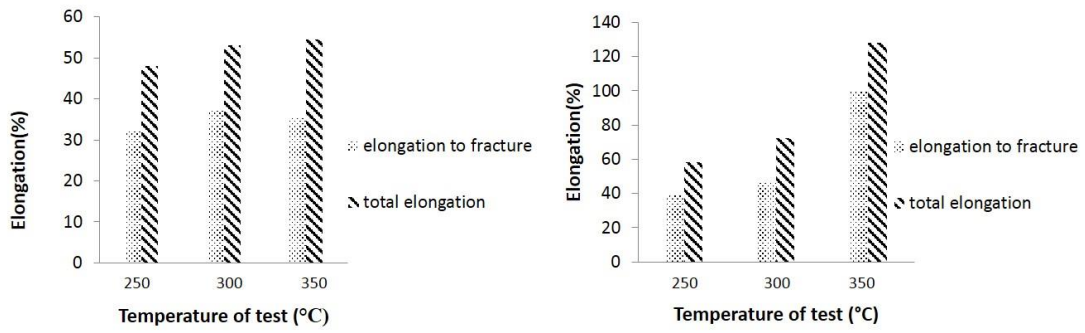 60
50
40
30
20
10
0
Elongation(%)
250 300 350
Temperature of test (°C)
elongation to fracture
total elongation
140
120
100
80
60
40
20
0
Elongation(%)
250 300 350
Temperature of test (°C)
elongation to fracture
total elongation